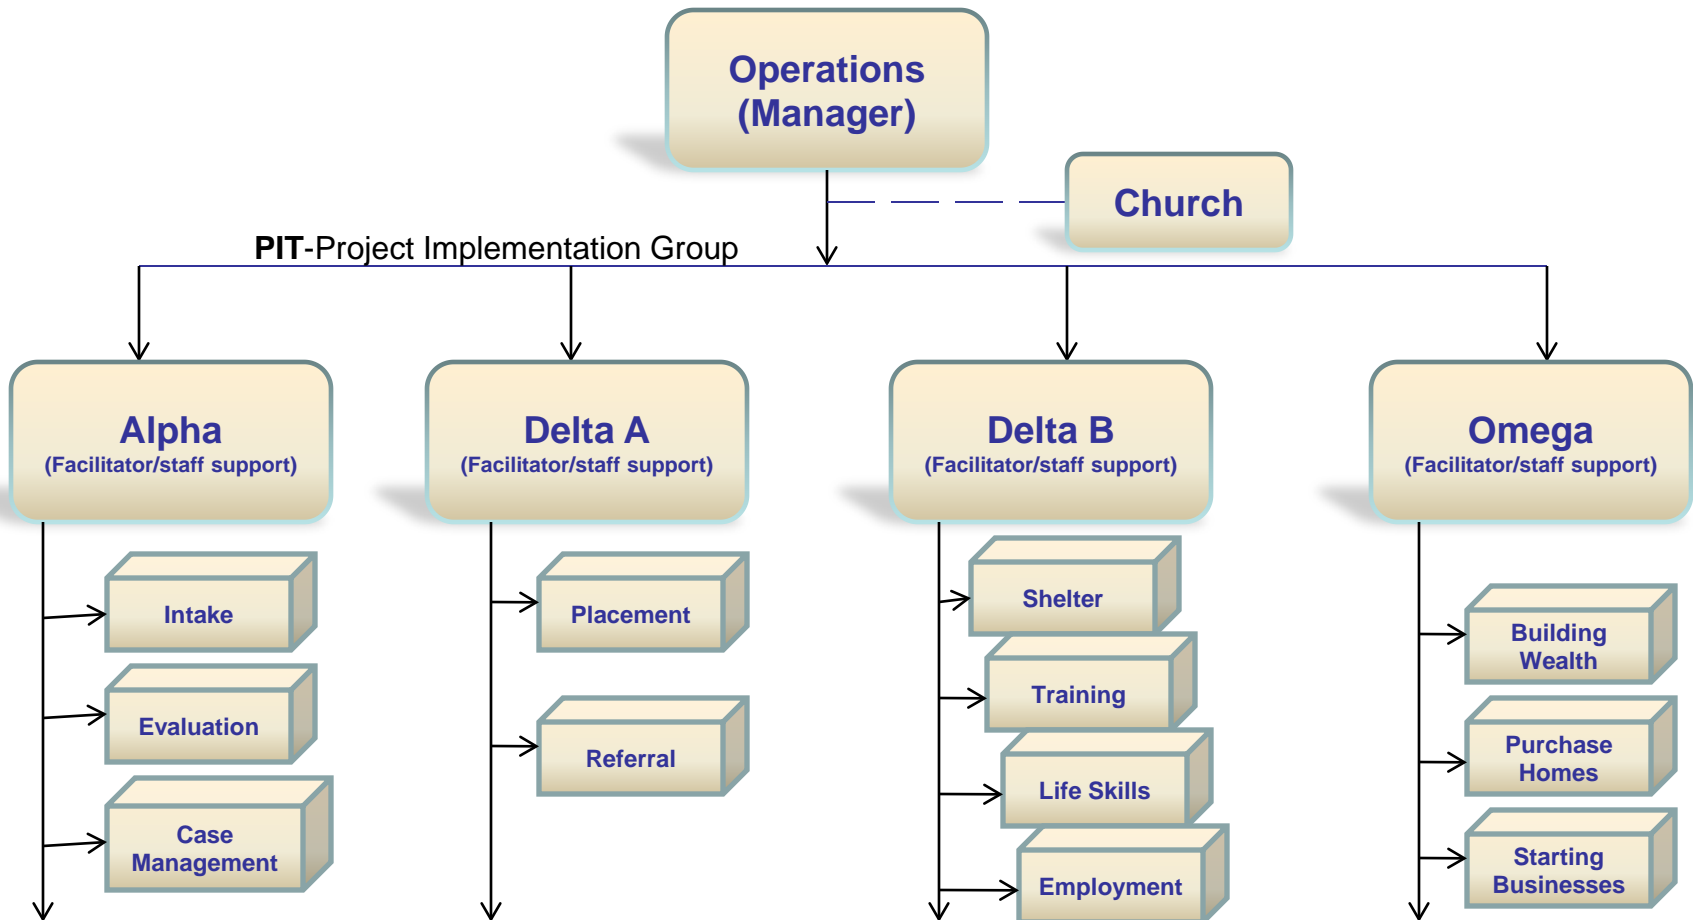 Operations
(Manager)
Church
PIT-Project Implementation Group
Alpha
(Facilitator/staff support)
Delta A
(Facilitator/staff support)
Delta B
(Facilitator/staff support)
Omega
(Facilitator/staff support)
Intake
Evaluation
Case
Management
Placement
Referral
Shelter
Training
Life Skills
Employment
Building
Wealth
Purchase
Homes
Starting
Businesses